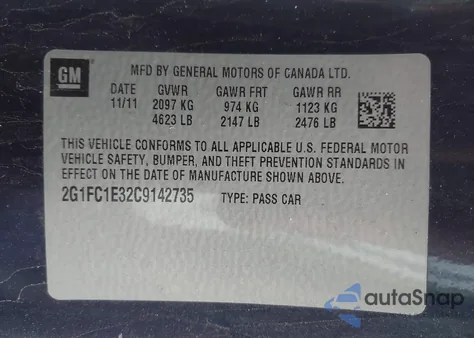 GM
MFD BY GENERAL MOTORS OF CANADA LTD.
DATE GVWR GAWR FRT GAWR RR
11/11 2097 KG 974 KG 1123 KG
4623 LB 2147 LB 2476 LB
THIS VEHICLE CONFORMS TO ALL APPLICABLE U.S. FEDERAL MOTOR
VEHICLE SAFETY, BUMPER, AND THEFT PREVENTION STANDARDS IN
EFFECT ON THE DATE OF MANUFACTURE SHOWN ABOVE.
2G1FC1E32C9142735 TYPE: PASS CAR
autaSnap